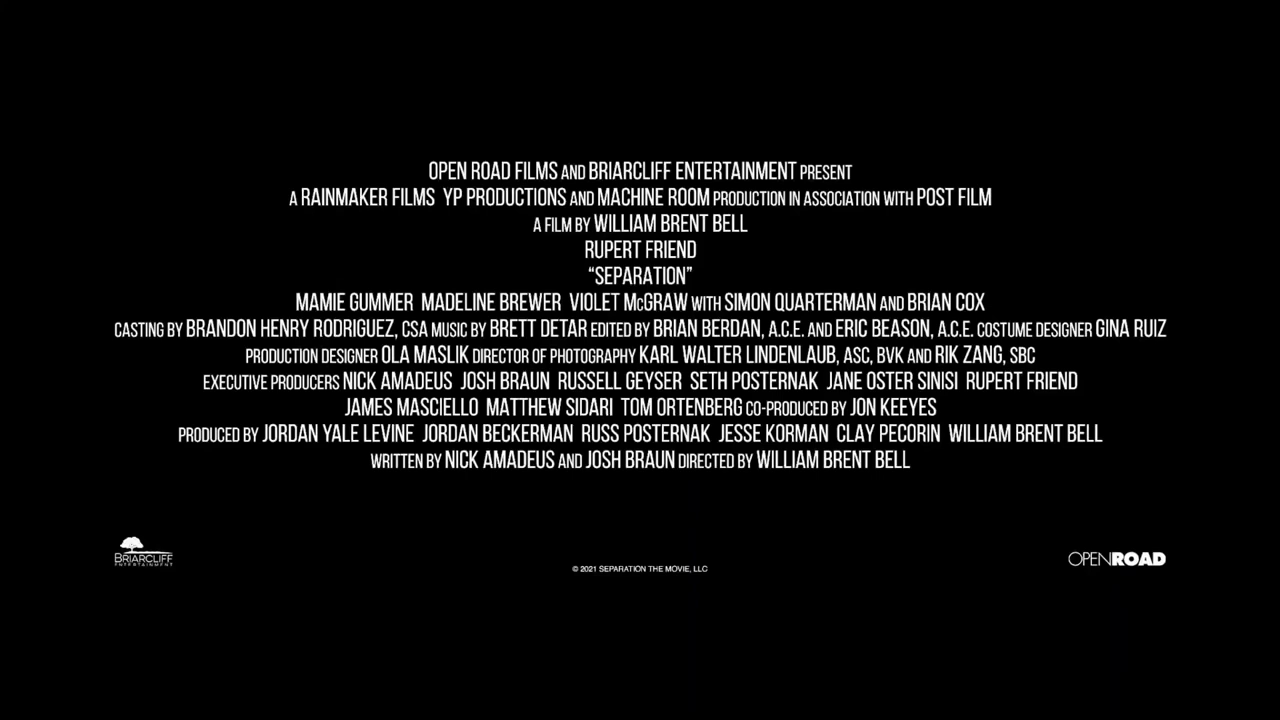 OPEN ROAD FILMS AND BRIARCLIFF ENTERTAINMENT PRESENT
A RAINMAKER FILMS YP PRODUCTIONS AND MACHINE ROOM PRODUCTION IN ASSOCIATION WITH POST FILM
A FILM BY WILLIAM BRENT BELL
RUPERT FRIEND
“SEPARATION”
MAMIE GUMMER MADELINE BREWER VIOLET McGRAW WITH SIMON QUARTERMAN AND BRIAN COX
CASTING BY BRANDON HENRY RODRIGUEZ, CSA MUSIC BY BRETT DETAR EDITED BY BRIAN BERDAN, A.C.E. AND ERIC BEASON, A.C.E. COSTUME DESIGNER GINA RUIZ
PRODUCTION DESIGNER OLA MASLIK DIRECTOR OF PHOTOGRAPHY KARL WALTER LINDENLAUB, ASC, BVK AND RIK ZANG, SBC
EXECUTIVE PRODUCERS NICK AMADEUS JOSH BRAUN RUSSELL GEYSER SETH POSTERNAK JANE OSTER SINISI RUPERT FRIEND
JAMES MASCIELLO MATTHEW SIDARI TOM ORTENBERG CO-PRODUCED BY JON KEEYES
PRODUCED BY JORDAN YALE LEVINE JORDAN BECKERMAN RUSS POSTERNAK JESSE KORMAN CLAY PECORIN WILLIAM BRENT BELL
WRITTEN BY NICK AMADEUS AND JOSH BRAUN DIRECTED BY WILLIAM BRENT BELL
BRIARCLIFF
ENTERTAINMENT
© 2021 SEPARATION THE MOVIE, LLC
OPENROAD